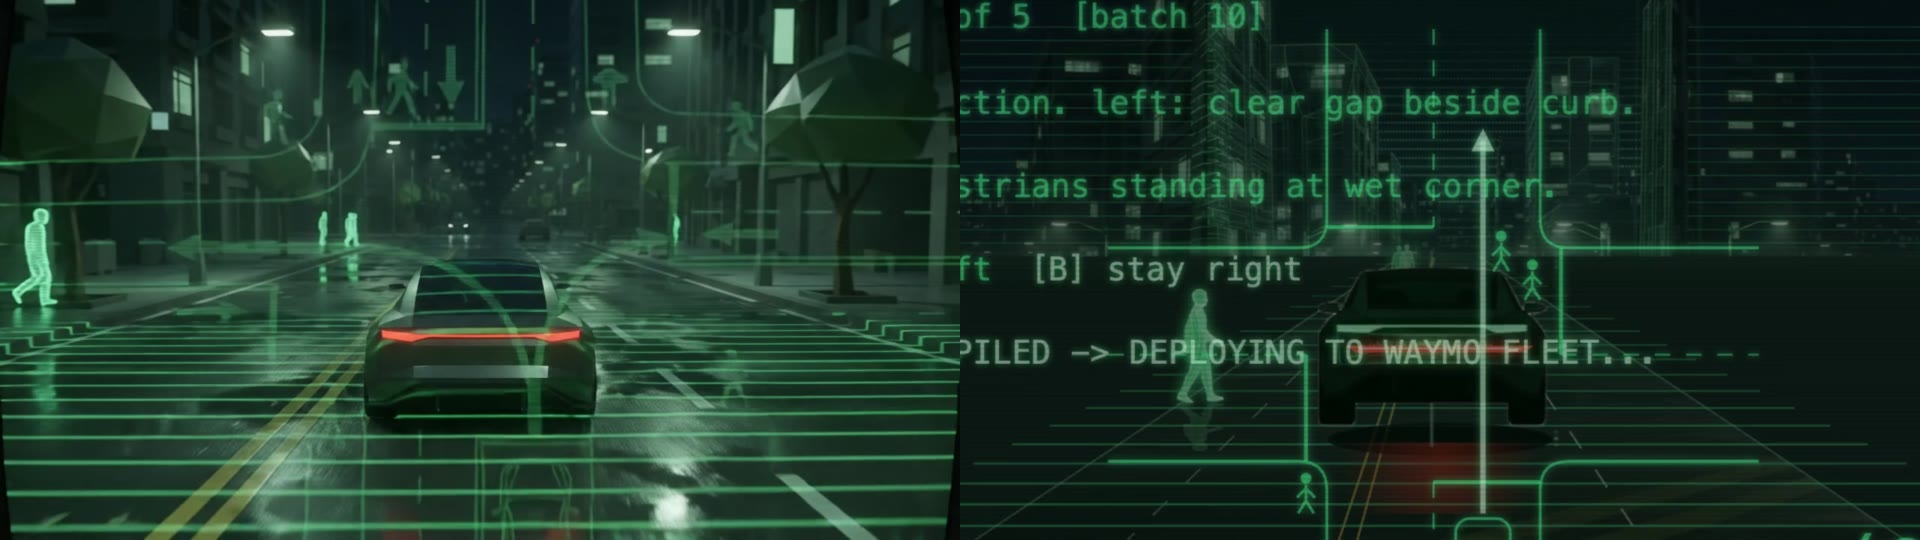 of 5 [batch 10]
ction. left: clear gap beside curb.
strians standing at wet corner.
ft [B] stay right
PILED -> DEPLOYING TO WAYMO FLEET...